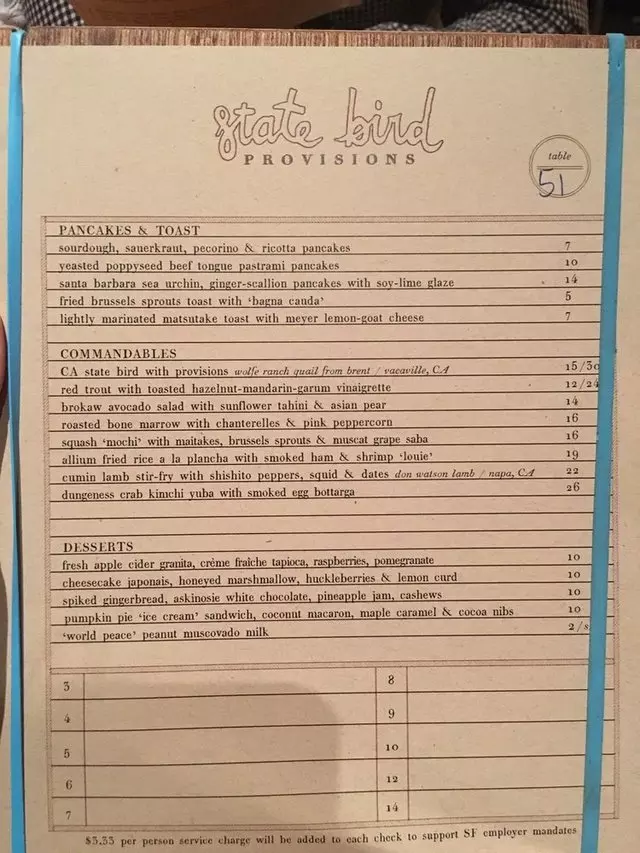 state bird
PROVISIONS
table
51
PANCAKES & TOAST
sourdough, sauerkraut, pecorino & ricotta pancakes 7
yeasted poppyseed beef tongue pastrami pancakes 10
santa barbara sea urchin, ginger-scallion pancakes with soy-lime glaze 14
fried brussels sprouts toast with ‘bagna cauda’ 5
lightly marinated matsutake toast with meyer lemon-goat cheese 7
COMMANDABLES
CA state bird with provisions wolfe ranch quail from brent / vacaville, CA 15/30
red trout with toasted hazelnut-mandarin-garum vinaigrette 12/24
brokaw avocado salad with sunflower tahini & asian pear 14
roasted bone marrow with chanterelles & pink peppercorn 16
squash ‘mochi’ with maitakes, brussels sprouts & muscat grape saba 16
allium fried rice a la plancha with smoked ham & shrimp ‘louie’ 19
cumin lamb stir-fry with shishito peppers, squid & dates don watson lamb / napa, CA 22
dungeness crab kimchi yuba with smoked egg bottarga 26
DESSERTS
fresh apple cider granita, crème fraîche tapioca, raspberries, pomegranate 10
cheesecake japonais, honeyed marshmallow, huckleberries & lemon curd 10
spiked gingerbread, askinosie white chocolate, pineapple jam, cashews 10
pumpkin pie ‘ice cream’ sandwich, coconut macaron, maple caramel & cocoa nibs 10
‘world peace’ peanut muscovado milk 2/
3 8
4 9
5 10
6 12
7 14
$3.33 per person service charge will be added to each check to support SF employer mandates